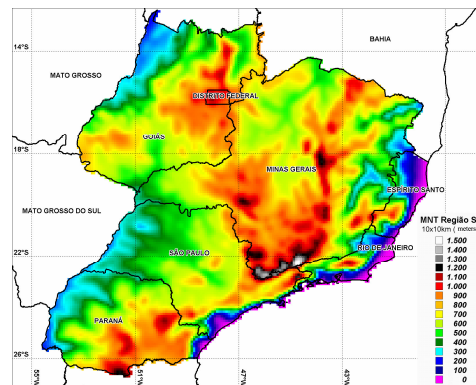 14°S
BAHIA
MATO GROSSO
DISTRITO FEDERAL
GOIÁS
18°S
MINAS GERAIS
ESPIRITO SANTO
MATO GROSSO DO SUL
MNT Região S
10x10km ( meters
SÃO PAULO
RIO DE JANEIRO
22°S
PARANÁ
26°S
55°W
51°W
47°W
43°W
1.500
1.400
1.300
1.200
1.100
1.000
900
800
700
600
500
400
300
200
100
0